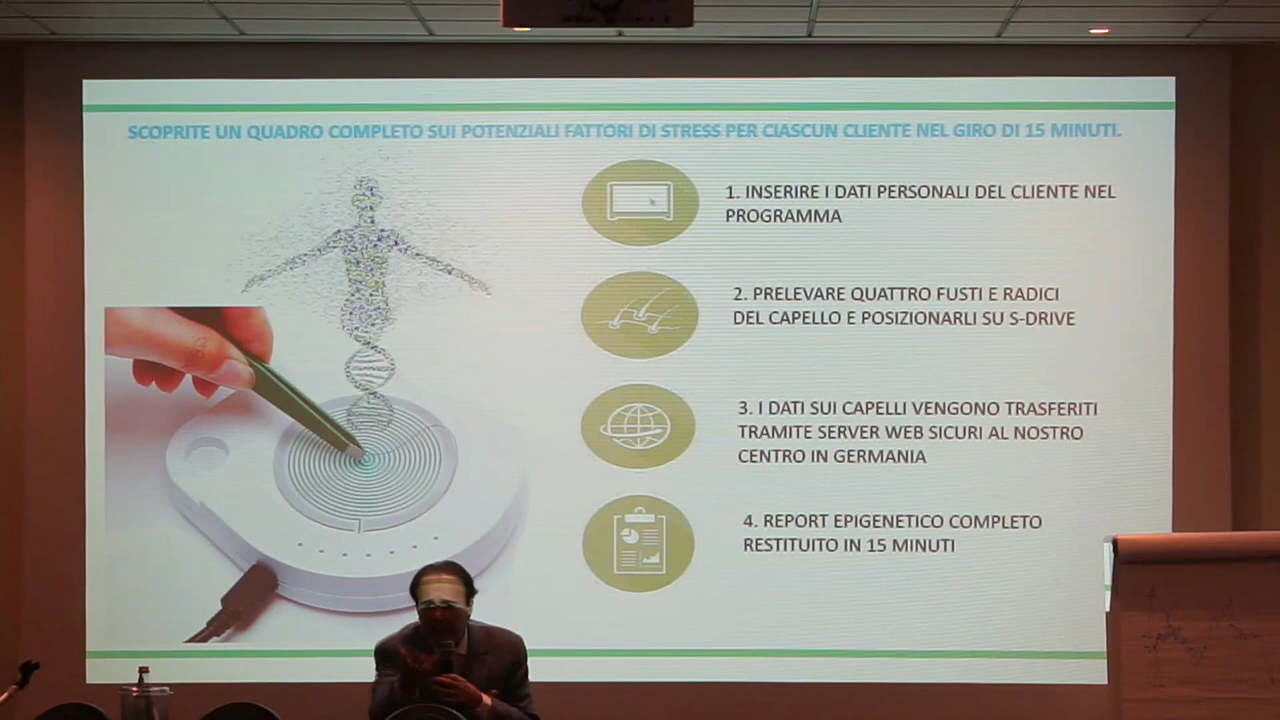 SCOPRITE UN QUADRO COMPLETO SUI POTENZIALI FATTORI DI STRESS PER CIASCUN CLIENTE NEL GIRO DI 15 MINUTI.
1. INSERIRE I DATI PERSONALI DEL CLIENTE NEL
PROGRAMMA
2. PRELEVARE QUATTRO FUSTI E RADICI
DEL CAPELLO E POSIZIONARLI SU S-DRIVE
3. I DATI SUI CAPELLI VENGONO TRASFERITI
TRAMITE SERVER WEB SICURI AL NOSTRO
CENTRO IN GERMANIA
4. REPORT EPIGENETICO COMPLETO
RESTITUITO IN 15 MINUTI